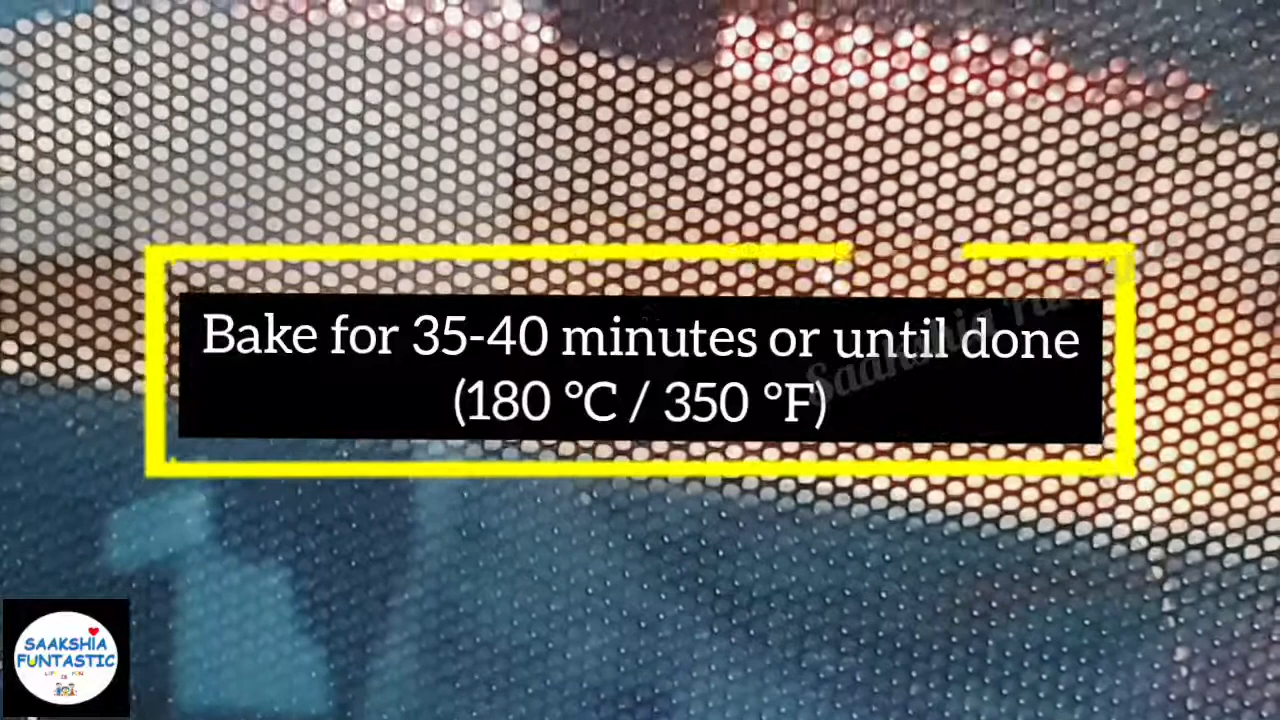 Bake for 35-40 minutes or until done
(180 °C / 350 °F)
SAAKSHIA
FUNTASTIC